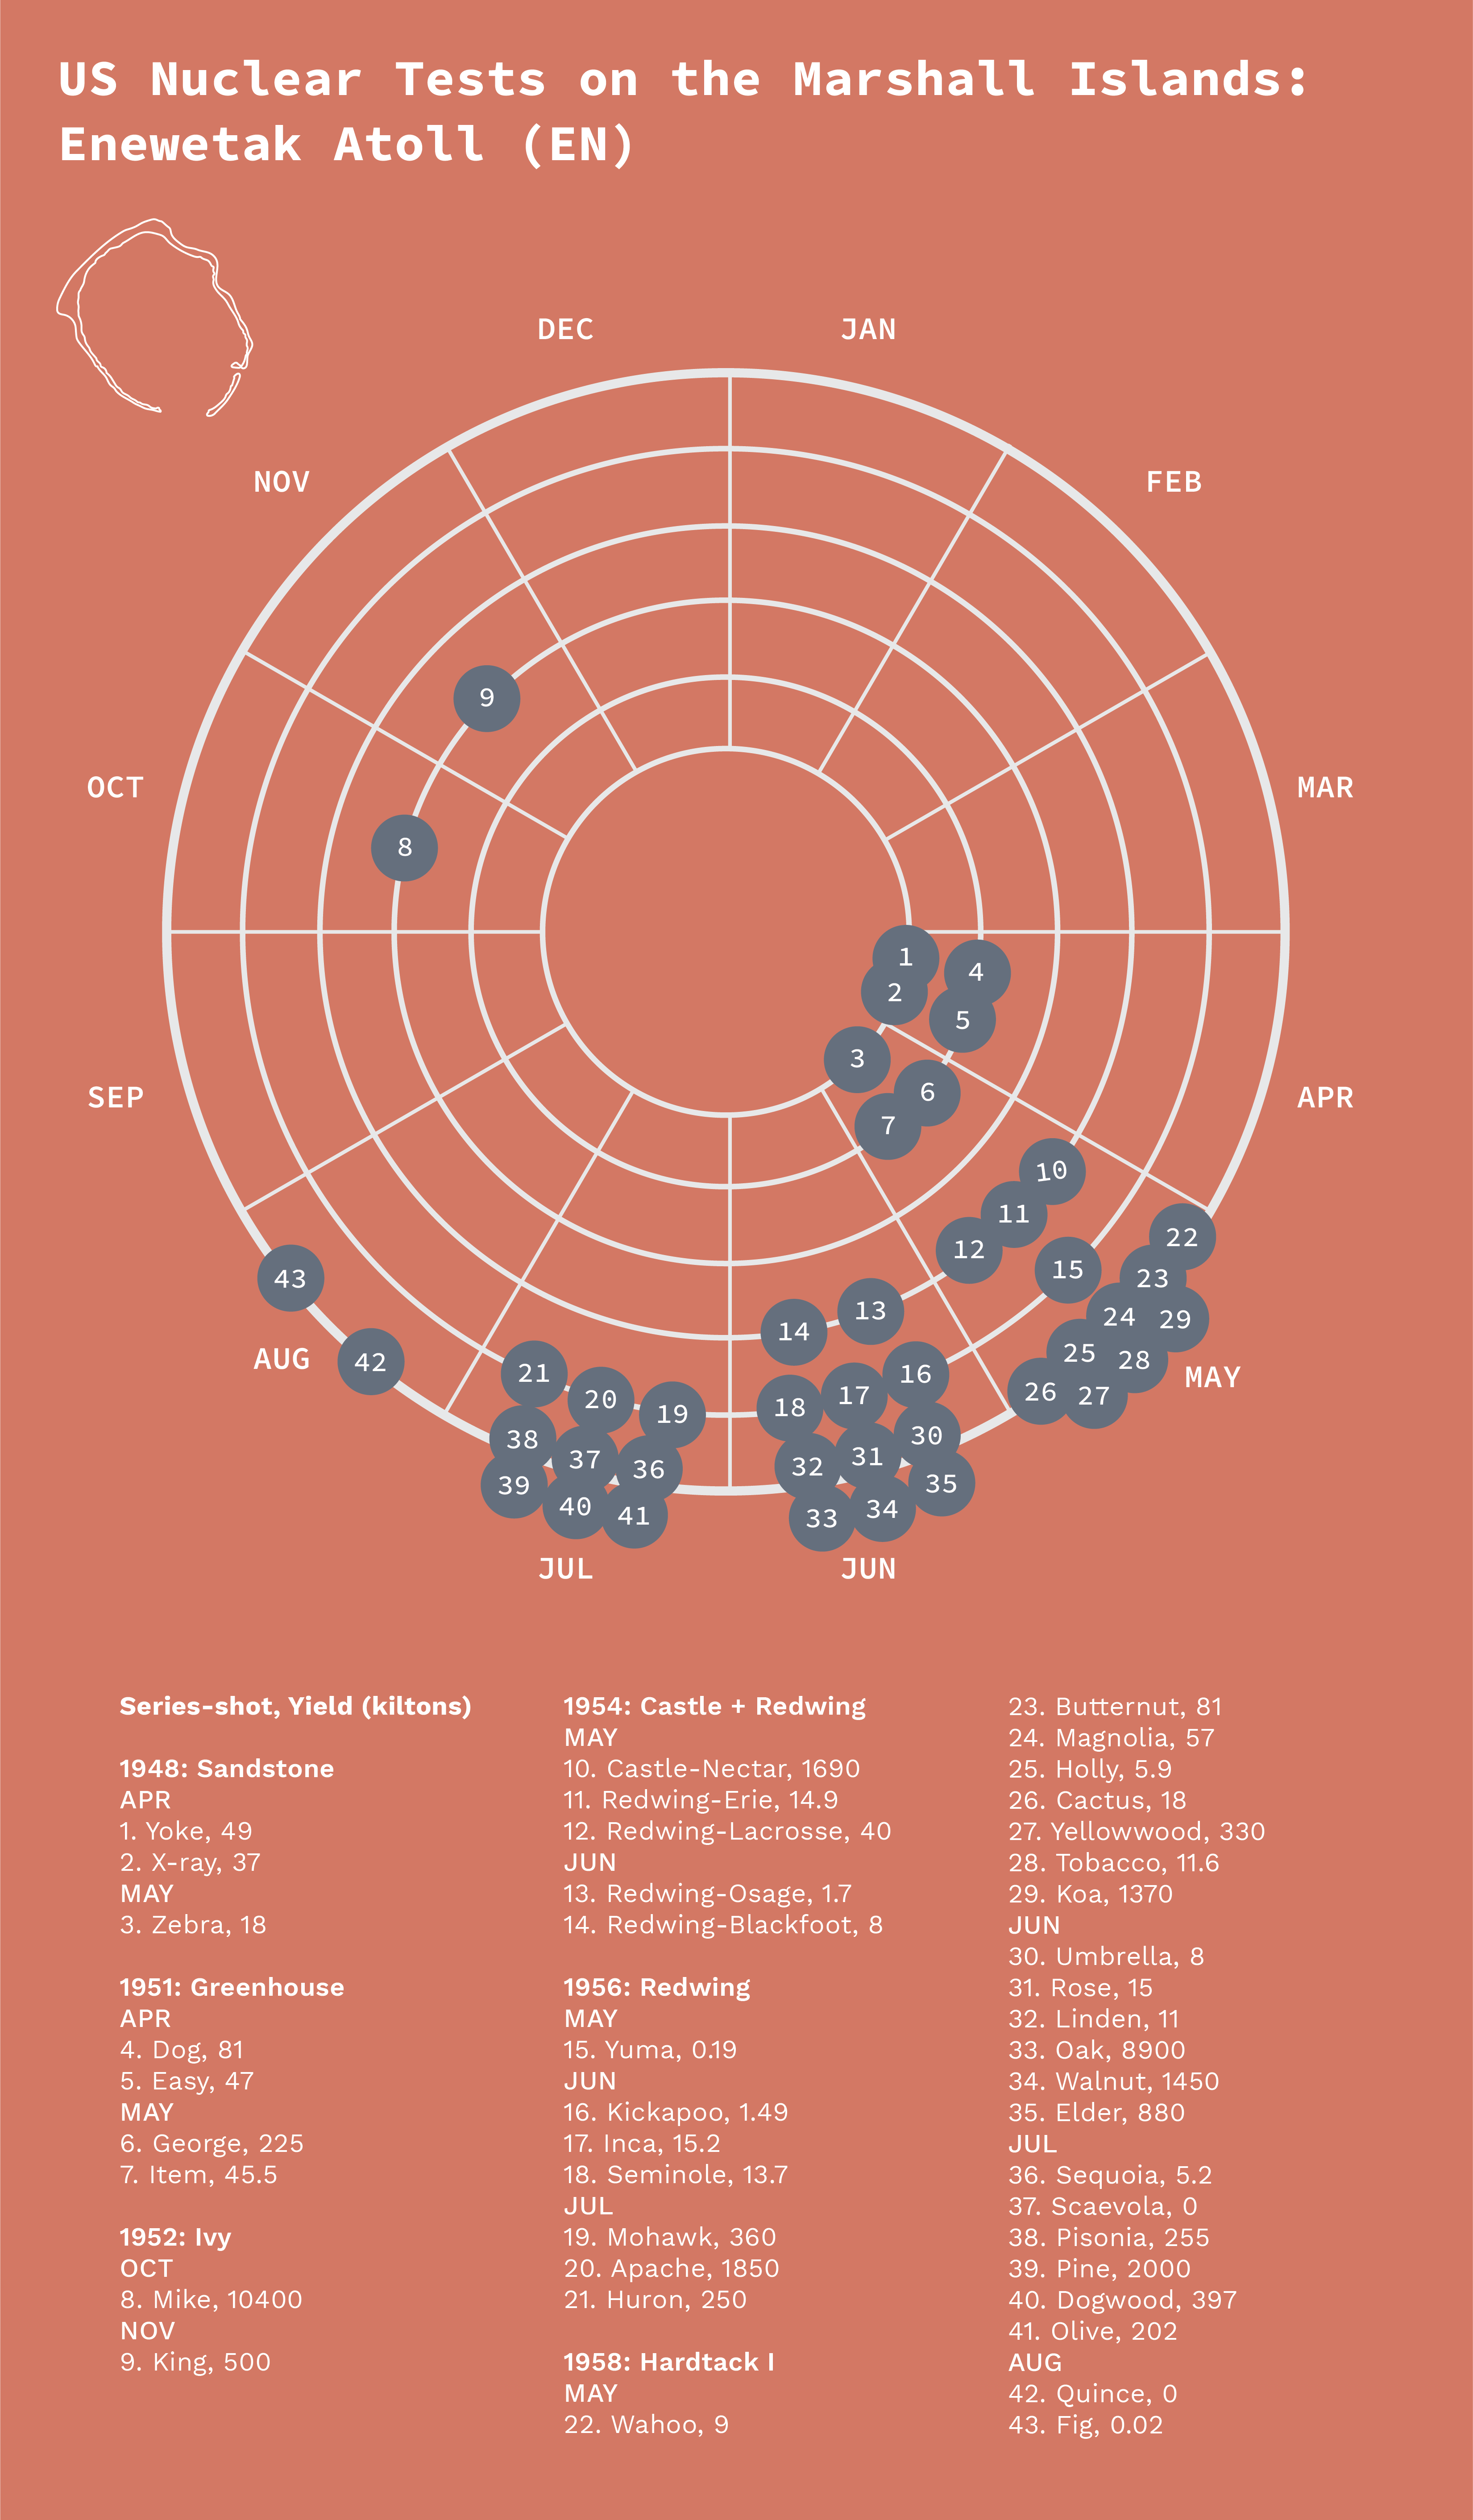 US Nuclear Tests on the Marshall Islands:
Enewetak Atoll (EN)
DEC
JAN
NOV
FEB
9
OCT
MAR
8
1
4
2
5
3
6
SEP
APR
7
10
11
22
12
15
23
43
13
24
29
14
AUG
42
25
28
21
16
MAY
20
17
26
27
19
18
38
30
37
31
36
32
39
35
40
34
41
33
JUL
JUN
Series-shot, Yield (kiltons)
1948: Sandstone
APR
1. Yoke, 49
2. X-ray, 37
MAY
3. Zebra, 18
1951: Greenhouse
APR
4. Dog, 81
5. Easy, 47
MAY
6. George, 225
7. Item, 45.5
1952: Ivy
OCT
8. Mike, 10400
NOV
9. King, 500
1954: Castle + Redwing
MAY
10. Castle-Nectar, 1690
11. Redwing-Erie, 14.9
12. Redwing-Lacrosse, 40
JUN
13. Redwing-Osage, 1.7
14. Redwing-Blackfoot, 8
1956: Redwing
MAY
15. Yuma, 0.19
JUN
16. Kickapoo, 1.49
17. Inca, 15.2
18. Seminole, 13.7
JUL
19. Mohawk, 360
20. Apache, 1850
21. Huron, 250
1958: Hardtack I
MAY
22. Wahoo, 9
23. Butternut, 81
24. Magnolia, 57
25. Holly, 5.9
26. Cactus, 18
27. Yellowwood, 330
28. Tobacco, 11.6
29. Koa, 1370
JUN
30. Umbrella, 8
31. Rose, 15
32. Linden, 11
33. Oak, 8900
34. Walnut, 1450
35. Elder, 880
JUL
36. Sequoia, 5.2
37. Scaevola, 0
38. Pisonia, 255
39. Pine, 2000
40. Dogwood, 397
41. Olive, 202
AUG
42. Quince, 0
43. Fig, 0.02